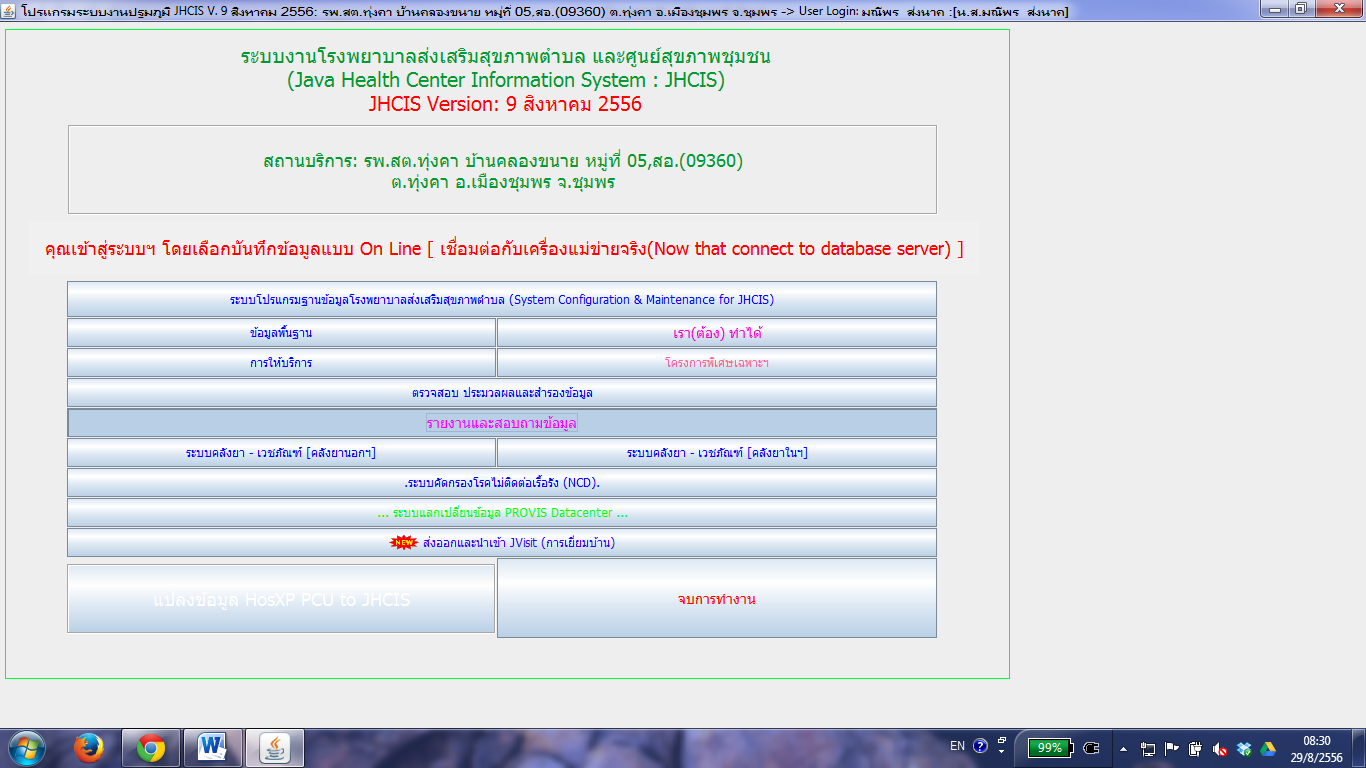 โปรแกรมระบบงานปฐมภูมิ JHCIS V. 9 สิงหาคม 2556: รพ.สต.ทุ่งคา บ้านคลองขนาย หมู่ที่ 05,สอ.(09360) ต.ทุ่งคา อ.เมืองชุมพร จ.ชุมพร -> User Login: มณีพร ส่งนาค :[น.ส.มณีพร ส่งนาค]
ระบบงานโรงพยาบาลส่งเสริมสุขภาพตำบล และศูนย์สุขภาพชุมชน
(Java Health Center Information System : JHCIS)
JHCIS Version: 9 สิงหาคม 2556
สถานบริการ: รพ.สต.ทุ่งคา บ้านคลองขนาย หมู่ที่ 05,สอ.(09360)
ต.ทุ่งคา อ.เมืองชุมพร จ.ชุมพร
คุณเข้าสู่ระบบฯ โดยเลือกบันทึกข้อมูลแบบ On Line [ เชื่อมต่อกับเครื่องแม่ข่ายจริง(Now that connect to database server) ]
ระบบโปรแกรมฐานข้อมูลโรงพยาบาลส่งเสริมสุขภาพตำบล (System Configuration & Maintenance for JHCIS)
ข้อมูลพื้นฐาน
เรา(ต้อง) ทำได้
การให้บริการ
โครงการพิเศษเฉพาะฯ
ตรวจสอบ ประมวลผลและสำรองข้อมูล
รายงานและสอบถามข้อมูล
ระบบคลังยา - เวชภัณฑ์ [คลังยานอกฯ]
ระบบคลังยา - เวชภัณฑ์ [คลังยาในฯ]
.ระบบคัดกรองโรคไม่ติดต่อเรื้อรัง (NCD).
... ระบบแลกเปลี่ยนข้อมูล PROVIS Datacenter ...
NEW ส่งออกและนำเข้า JVisit (การเยี่ยมบ้าน)
แปลงข้อมูล HosXP PCU to JHCIS
จบการทำงาน
EN
99%
08:30
29/8/2556